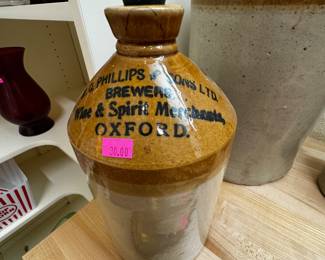 G. PHILLIPS & SONS LTD
BREWERS
Wine & Spirit Merchants,
OXFORD.
30.00